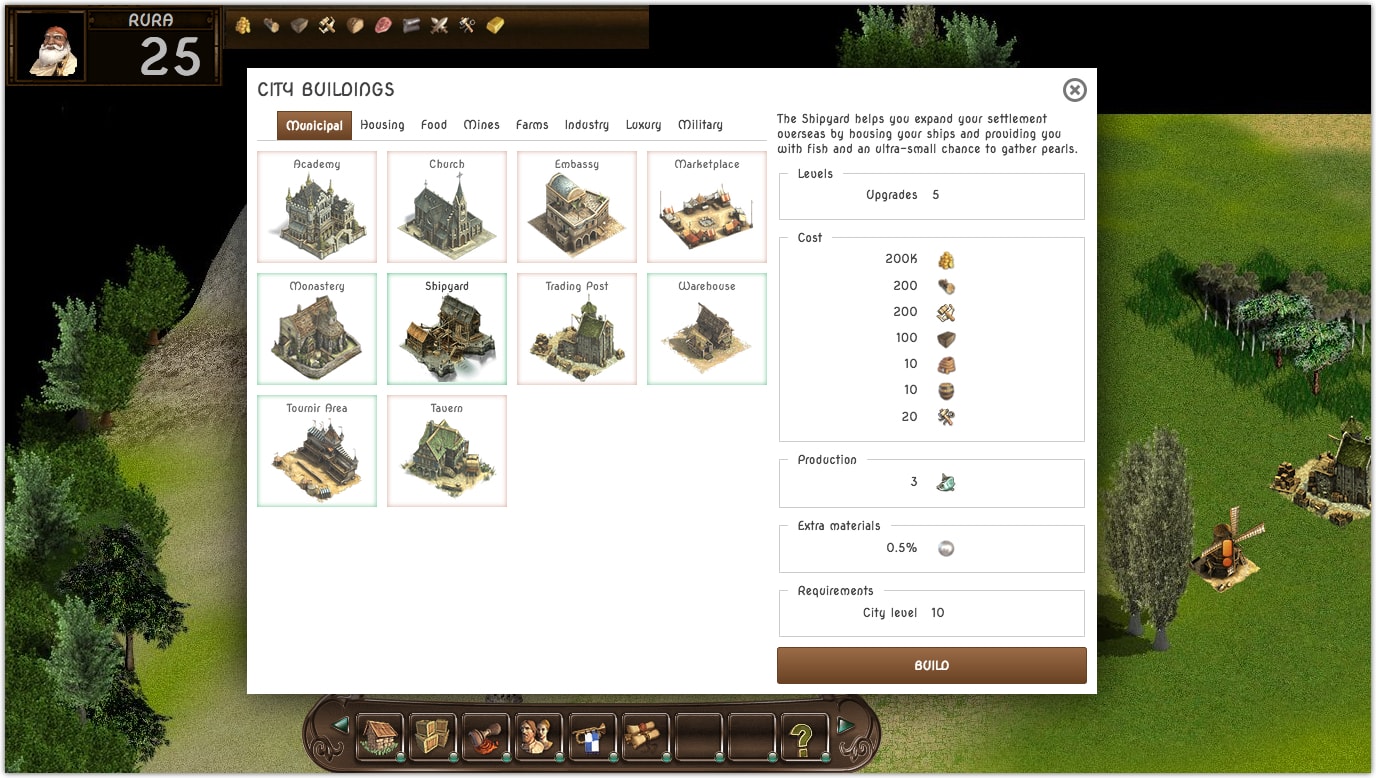 RURA
25
CITY BUILDINGS
Municipal Housing Food Mines Farms Industry Luxury Military
Academy Church Embassy Marketplace
Monastery Shipyard Trading Post Warehouse
Tournir Area Tavern
The Shipyard helps you expand your settlement
overseas by housing your ships and providing you
with fish and an ultra-small chance to gather pearls.
Levels
Upgrades 5
Cost
200K
200
200
100
10
10
20
Production
3
Extra materials
0.5%
Requirements
City level 10
BUILD
?